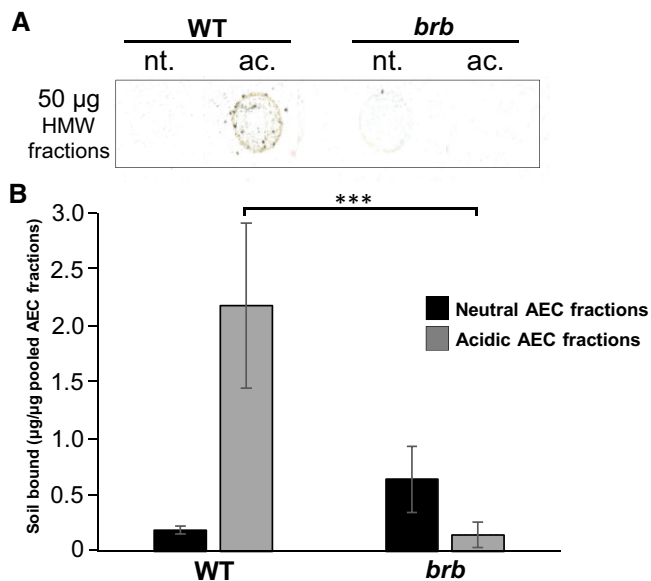 A
WT brb
nt. ac. nt. ac.
50 µg
HMW
fractions
B
***
3.0
2.5
2.0
1.5
1.0
0.5
0
Soil bound (µg/µg pooled AEC fractions)
Neutral AEC fractions
Acidic AEC fractions
WT brb